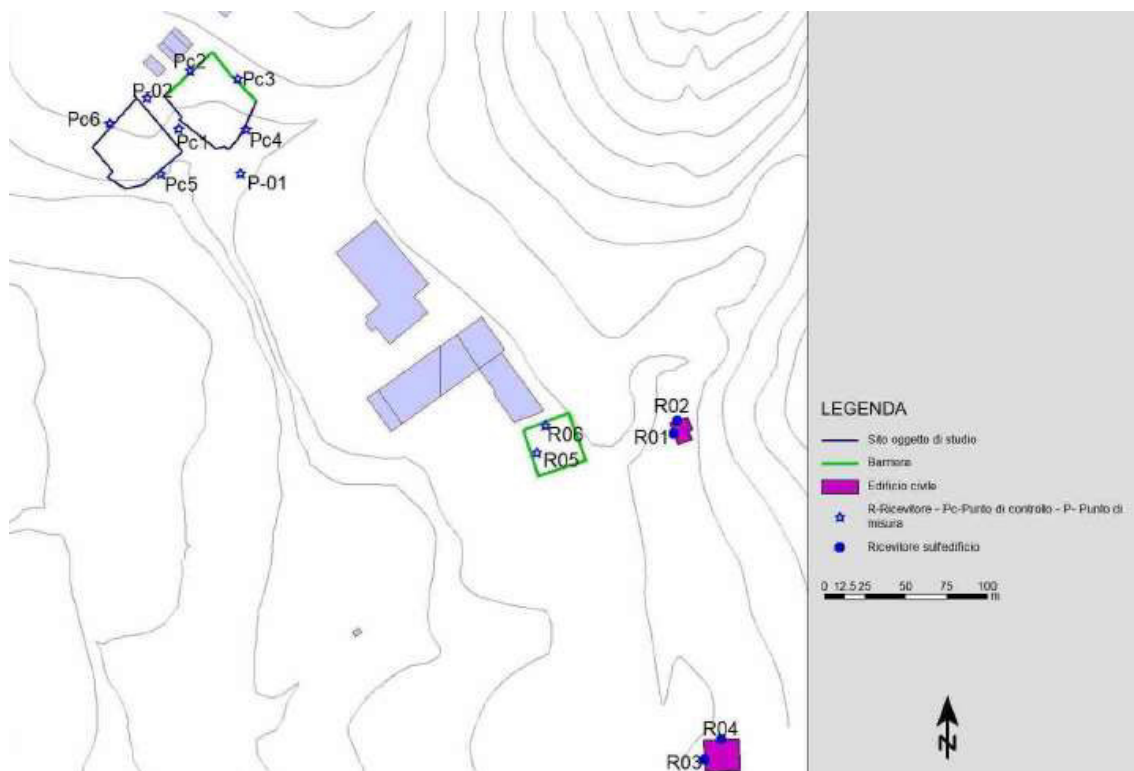 Pc2
Pc3
P-02
Pc6
Pc1
Pc4
Pc5
P-01
R02
R01
R06
R05
R04
R03
LEGENDA
Sito oggetto di studio
Barriera
Edificio civile
R-Ricevitore - Pc-Punto di controllo - P- Punto di
misura
Ricevitore sull'edificio
0 12.5 25 50 75 100
m
N